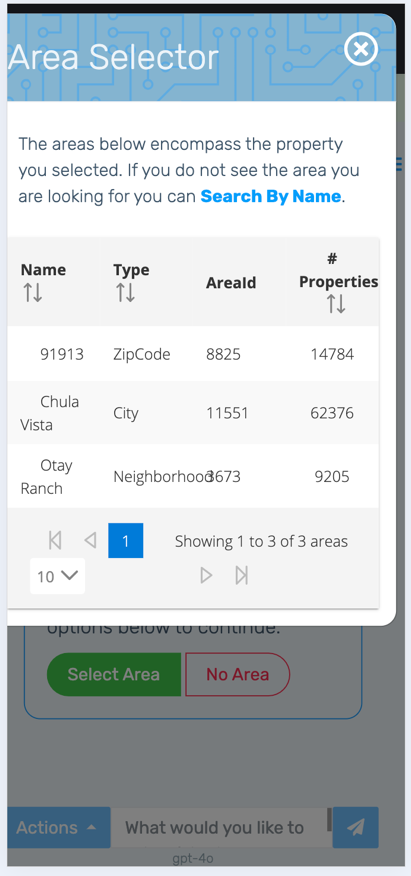 Area Selector
The areas below encompass the property
you selected. If you do not see the area you
are looking for you can Search By Name.
Name Type AreaId # Properties
91913 ZipCode 8825 14784
Chula Vista City 11551 62376
Otay Ranch Neighborhood 3673 9205
1 Showing 1 to 3 of 3 areas
10
options below to continue.
Select Area No Area
Actions What would you like to
gpt-4o